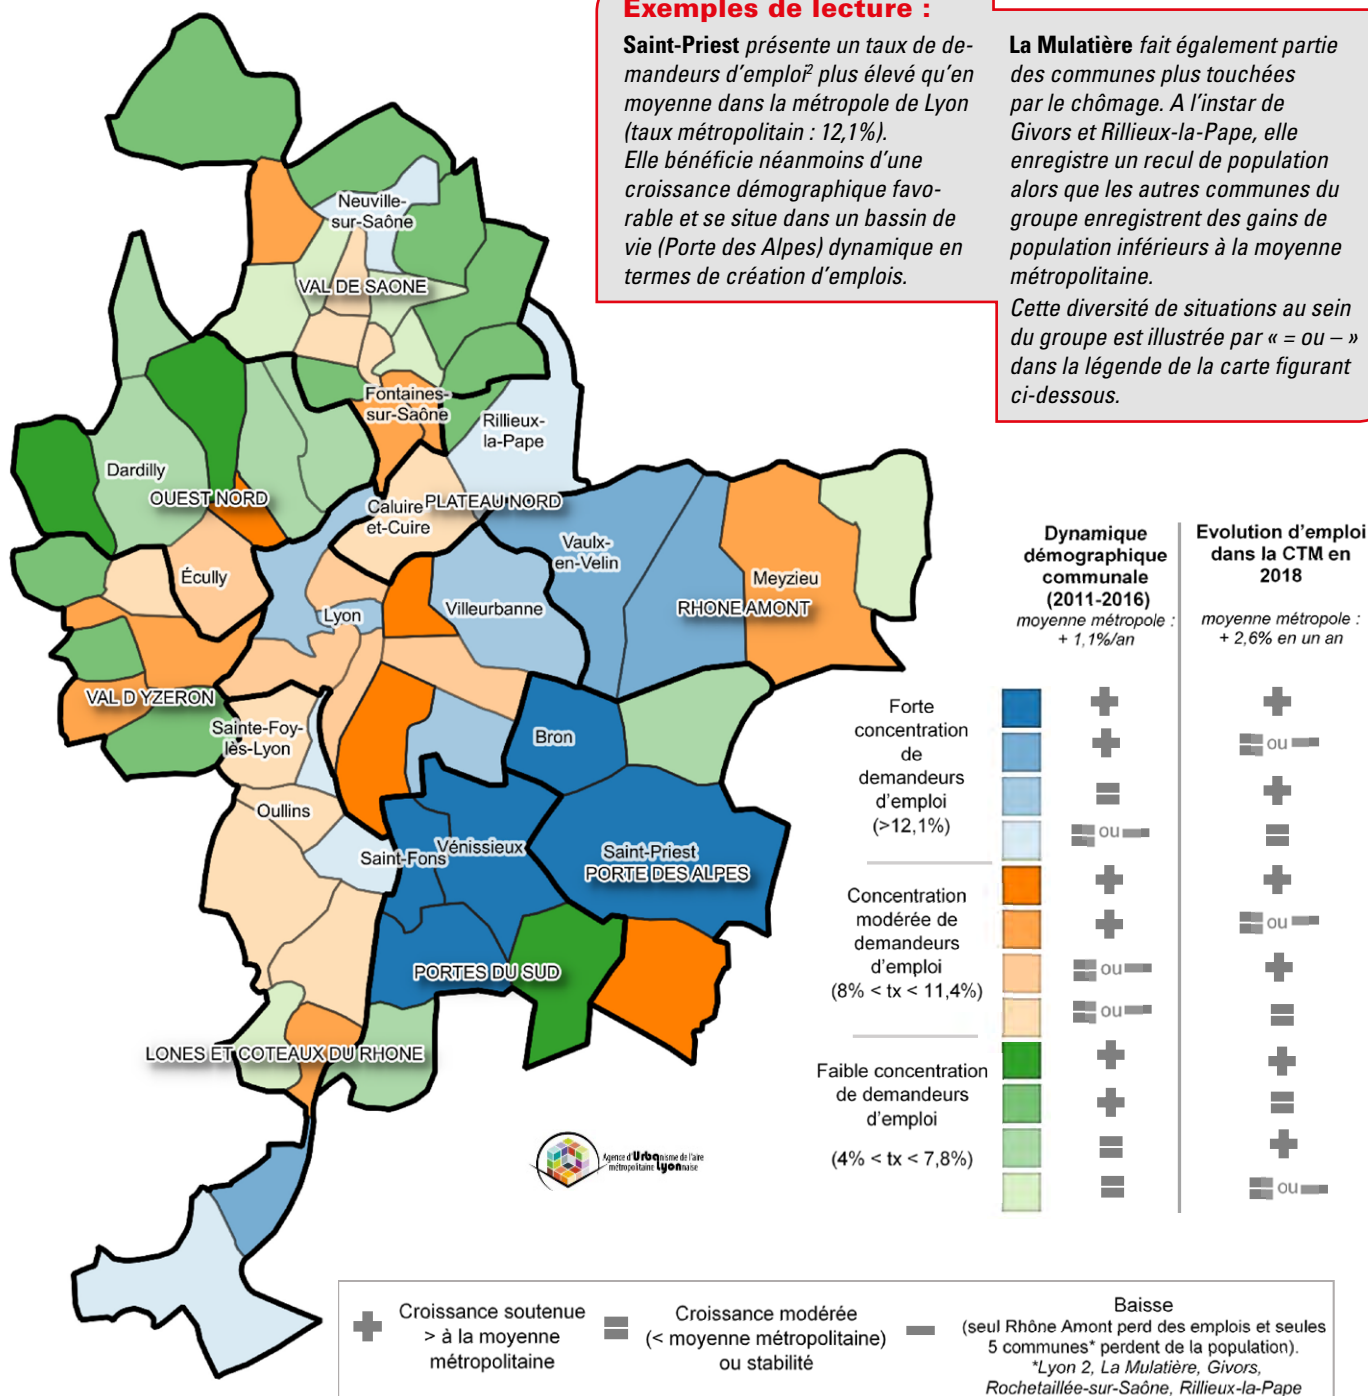 Exemples de lecture :
Saint-Priest présente un taux de de-
mandeurs d'emploi² plus élevé qu'en
moyenne dans la métropole de Lyon
(taux métropolitain : 12,1%).
Elle bénéficie néanmoins d'une
croissance démographique favo-
rable et se situe dans un bassin de
vie (Porte des Alpes) dynamique en
termes de création d'emplois.
La Mulatière fait également partie
des communes plus touchées
par le chômage. A l'instar de
Givors et Rillieux-la-Pape, elle
enregistre un recul de population
alors que les autres communes du
groupe enregistrent des gains de
population inférieurs à la moyenne
métropolitaine.
Cette diversité de situations au sein
du groupe est illustrée par « = ou – »
dans la légende de la carte figurant
ci-dessous.
Neuville-
sur-Saône
VAL DE SAONE
Fontaines-
sur-Saône
Rillieux-
la-Pape
Dardilly
OUEST NORD
Caluire
et-Cuire
PLATEAU NORD
Vaulx-
en-Velin
Écully
Meyzieu
Villeurbanne
RHONE AMONT
Lyon
VAL D YZERON
Sainte-Foy-
lès-Lyon
Bron
Oullins
Saint-Fons
Vénissieux
Saint-Priest
PORTE DES ALPES
PORTES DU SUD
LONES ET COTEAUX DU RHONE
Agence d'Urbanisme de l'aire
métropolitaine Lyonnaise
Dynamique
démographique
communale
(2011-2016)
moyenne métropole :
+ 1,1%/an
Evolution d'emploi
dans la CTM en
2018
moyenne métropole :
+ 2,6% en un an
Forte
concentration
de
demandeurs
d'emploi
(>12,1%)
ou
ou
Concentration
modérée de
demandeurs
d'emploi
(8% < tx < 11,4%)
ou
ou
ou
Faible concentration
de demandeurs
d'emploi
(4% < tx < 7,8%)
ou
Croissance soutenue
> à la moyenne
métropolitaine
Croissance modérée
(< moyenne métropolitaine)
ou stabilité
Baisse
(seul Rhône Amont perd des emplois et seules
5 communes* perdent de la population).
*Lyon 2, La Mulatière, Givors,
Rochetaillée-sur-Saône, Rillieux-la-Pape